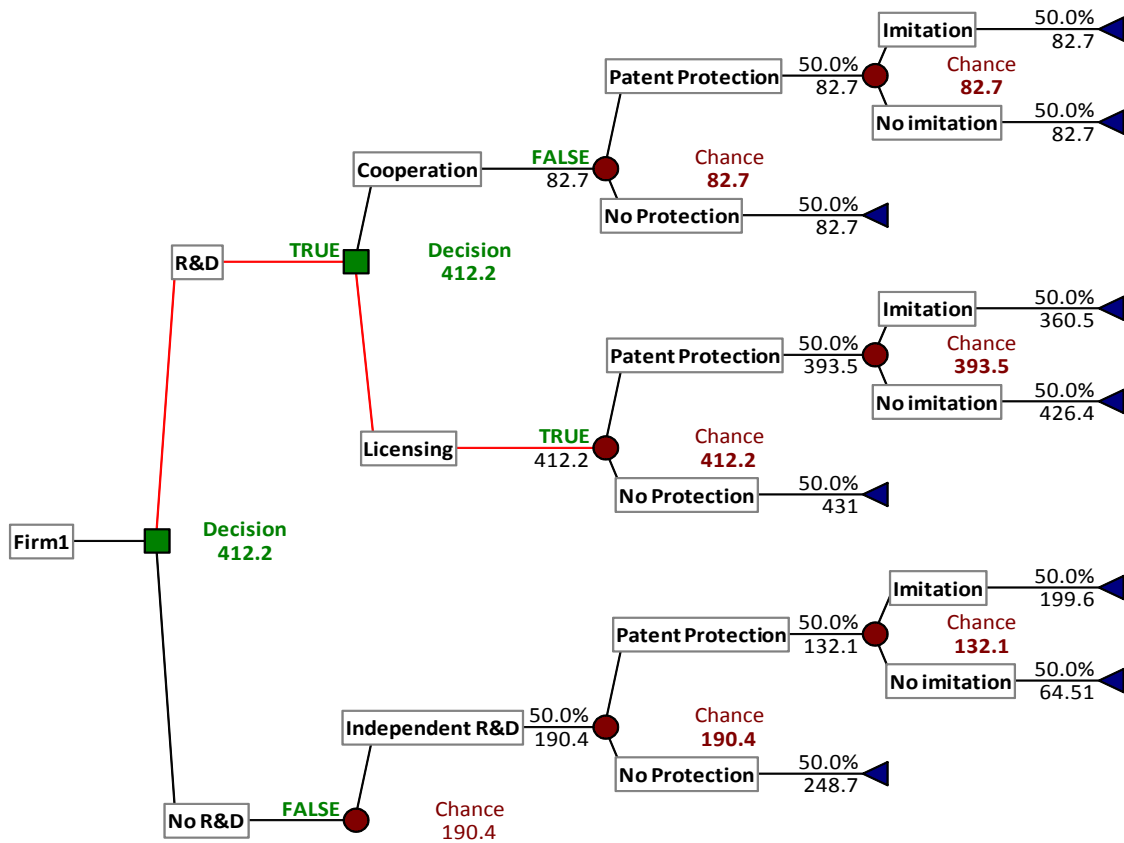 50.0%
Imitation
82.7
50.0%
Patent Protection
82.7
Chance
82.7
50.0%
No imitation
82.7
FALSE
Cooperation
82.7
Chance
82.7
50.0%
No Protection
82.7
TRUE
R&D
Decision
412.2
50.0%
Imitation
360.5
50.0%
Patent Protection
393.5
Chance
393.5
50.0%
No imitation
426.4
TRUE
Licensing
412.2
Chance
412.2
50.0%
No Protection
431
Firm1
Decision
412.2
50.0%
Imitation
199.6
50.0%
Patent Protection
132.1
Chance
132.1
50.0%
No imitation
64.51
50.0%
Independent R&D
190.4
Chance
190.4
50.0%
No Protection
248.7
FALSE
No R&D
Chance
190.4